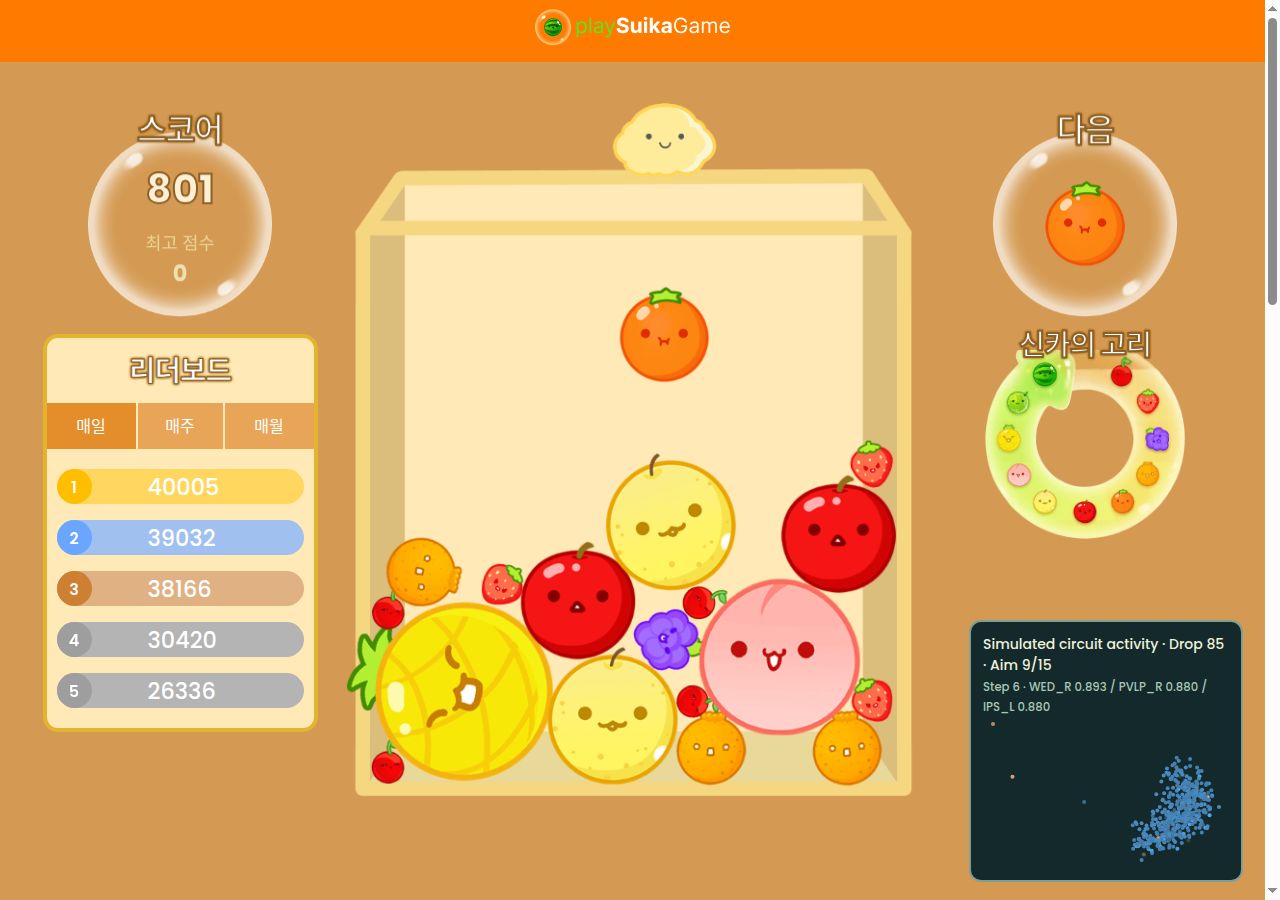 playSuikaGame
스코어
801
최고 점수
0
다음
리더보드
매일
매주
매월
1 40005
2 39032
3 38166
4 30420
5 26336
신카의 고리
Simulated circuit activity · Drop 85
· Aim 9/15
Step 6 · WED_R 0.893 / PVLP_R 0.880 /
IPS_L 0.880